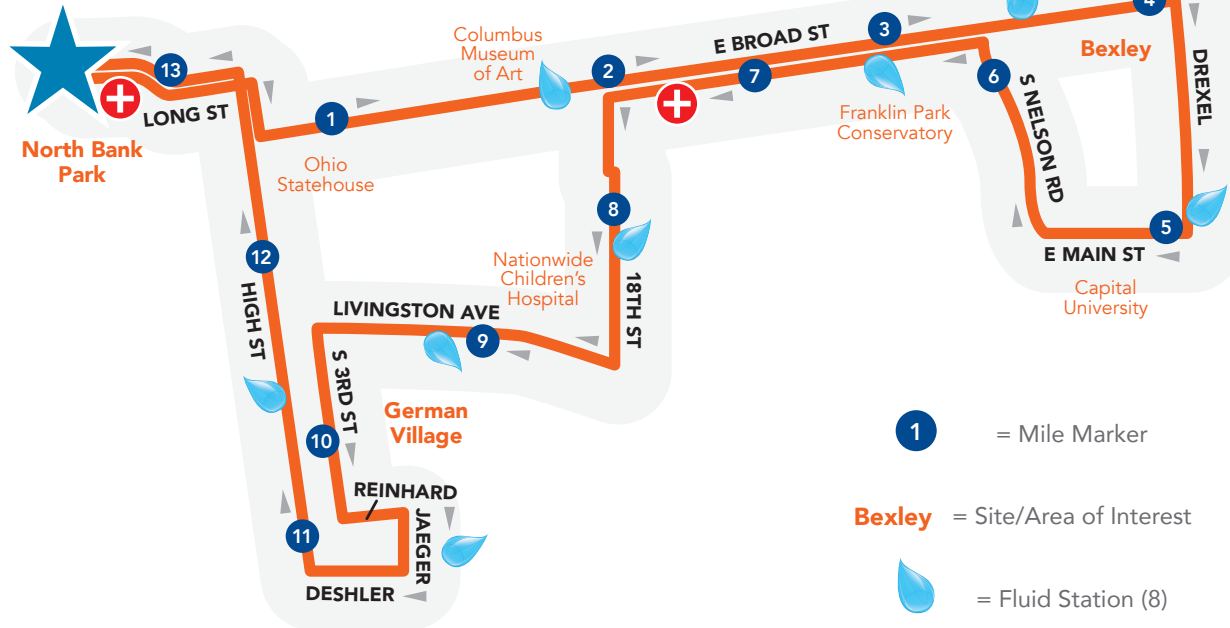 4
E BROAD ST
3
Columbus
Museum
of Art
Bexley
2
7
6
DREXEL
13
LONG ST
1
S NELSON RD
Franklin Park
Conservatory
North Bank
Park
Ohio
Statehouse
8
5
E MAIN ST
12
Nationwide
Children's
Hospital
18TH ST
Capital
University
HIGH ST
LIVINGSTON AVE
9
S 3RD ST
German
Village
10
REINHARD
JAEGER
11
DESHLER
1 = Mile Marker
Bexley = Site/Area of Interest
= Fluid Station (8)